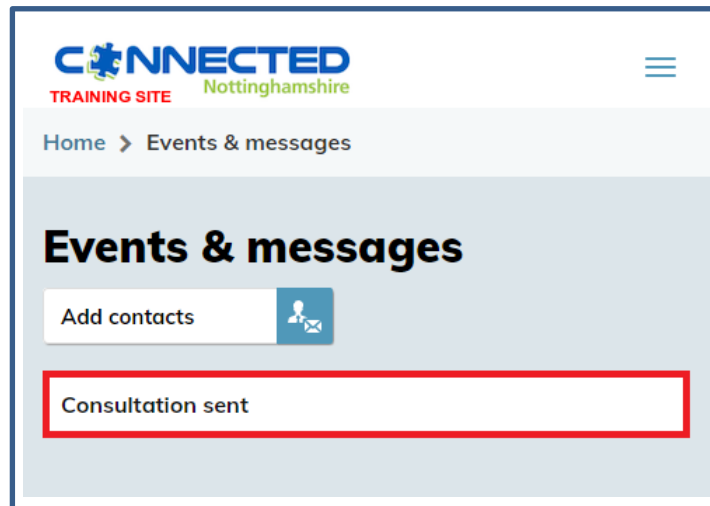 CONNECTED
Nottinghamshire
TRAINING SITE
Home > Events & messages
Events & messages
Add contacts
Consultation sent